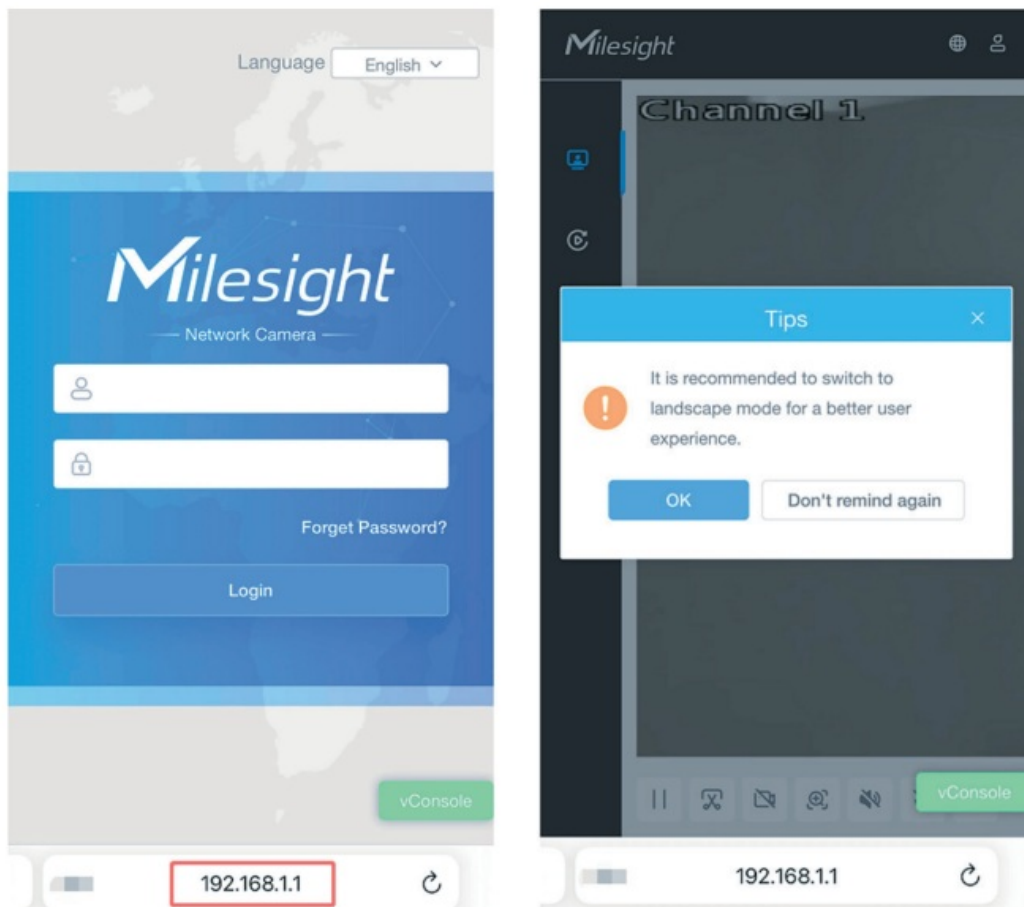 Language English
Milesight
Network Camera
Forget Password?
Login
vConsole
192.168.1.1
Milesight
Channel 1
Tips
It is recommended to switch to
landscape mode for a better user
experience.
OK Don't remind again
vConsole
192.168.1.1